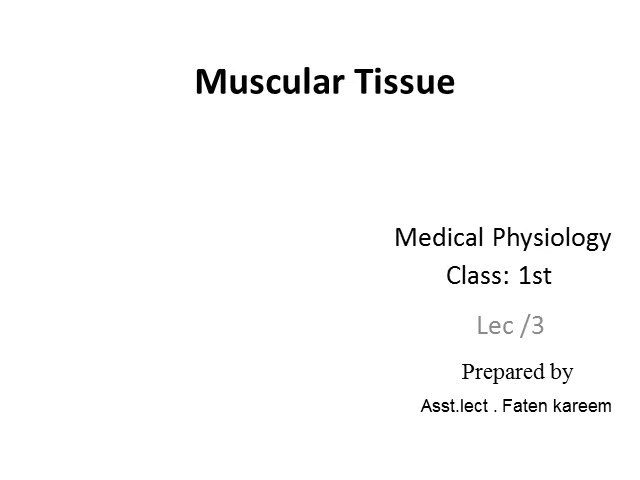 Muscular Tissue
Medical Physiology
Class: 1st
Lec /3
Prepared by
Asst.lect . Faten kareem